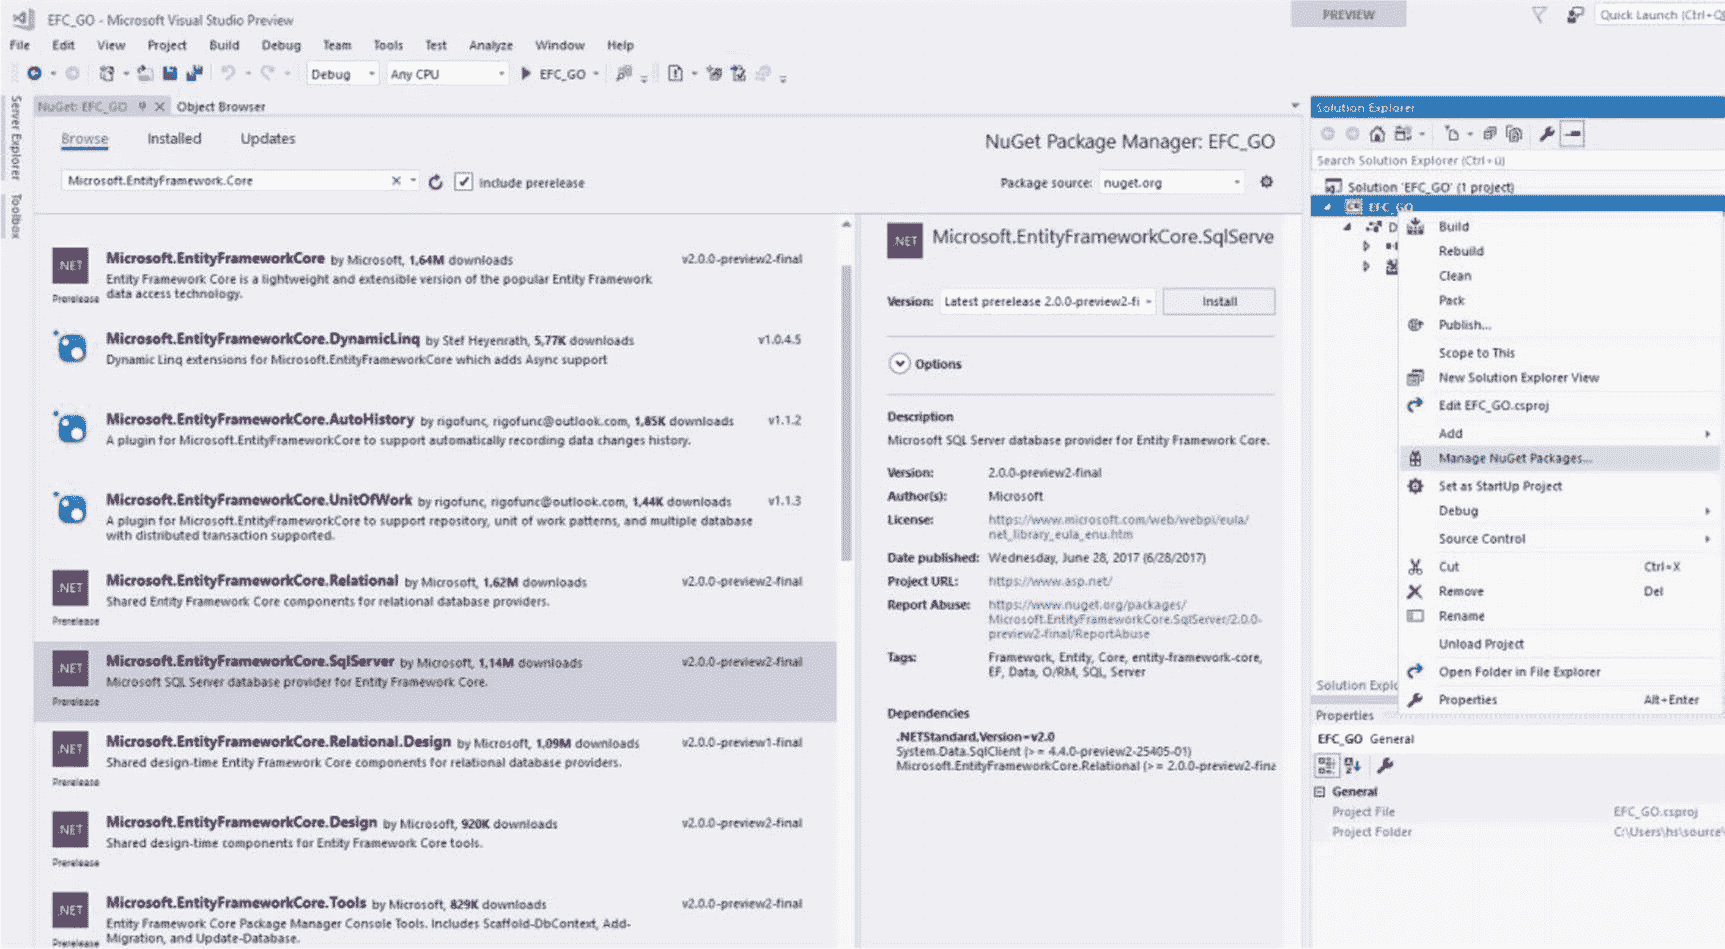 EFC_GO - Microsoft Visual Studio Preview
PREVIEW
Quick Launch (Ctrl+Q
File Edit View Project Build Debug Team Tools Test Analyze Window Help
Debug Any CPU EFC_GO
Server Explorer
Toolbox
NuGet: EFC_GO Object Browser
Browse Installed Updates
NuGet Package Manager: EFC_GO
Microsoft.EntityFramework.Core
Include prerelease
Package source: nuget.org
.NET
Microsoft.EntityFrameworkCore by Microsoft, 1,64M downloads v2.0.0-preview2-final
Entity Framework Core is a lightweight and extensible version of the popular Entity Framework
Prerelease data access technology.
Microsoft.EntityFrameworkCore.DynamicLinq by Stef Heyenrath, 5,77K downloads v1.0.4.5
Dynamic Linq extensions for Microsoft.EntityFrameworkCore which adds Async support
Microsoft.EntityFrameworkCore.AutoHistory by rigofunc, rigofunc@outlook.com, 1,85K downloads v1.1.2
A plugin for Microsoft.EntityFrameworkCore to support automatically recording data changes history.
Microsoft.EntityFrameworkCore.UnitOfWork by rigofunc, rigofunc@outlook.com, 1,44K downloads v1.1.3
A plugin for Microsoft.EntityFrameworkCore to support repository, unit of work patterns, and multiple database
with distributed transaction supported.
.NET
Microsoft.EntityFrameworkCore.Relational by Microsoft, 1,62M downloads v2.0.0-preview2-final
Shared Entity Framework Core components for relational database providers.
Prerelease
.NET
Microsoft.EntityFrameworkCore.SqlServer by Microsoft, 1,14M downloads v2.0.0-preview2-final
Microsoft SQL Server database provider for Entity Framework Core.
Prerelease
.NET
Microsoft.EntityFrameworkCore.Relational.Design by Microsoft, 1,09M downloads v2.0.0-preview1-final
Shared design-time Entity Framework Core components for relational database providers.
Prerelease
.NET
Microsoft.EntityFrameworkCore.Design by Microsoft, 920K downloads v2.0.0-preview2-final
Shared design-time components for Entity Framework Core tools.
Prerelease
.NET
Microsoft.EntityFrameworkCore.Tools by Microsoft, 829K downloads v2.0.0-preview2-final
Entity Framework Core Package Manager Console Tools. Includes Scaffold-DbContext, Add-
Prerelease Migration, and Update-Database.
.NET
Microsoft.EntityFrameworkCore.SqlServe
Version: Latest prerelease 2.0.0-preview2-fi Install
Options
Description
Microsoft SQL Server database provider for Entity Framework Core.
Version: 2.0.0-preview2-final
Author(s): Microsoft
License: https://www.microsoft.com/web/webpi/eula/
net_library_eula_enu.htm
Date published: Wednesday, June 28, 2017 (6/28/2017)
Project URL: https://www.asp.net/
Report Abuse: https://www.nuget.org/packages/
Microsoft.EntityFrameworkCore.SqlServer/2.0.0-
preview2-final/ReportAbuse
Tags: Framework, Entity, Core, entity-framework-core,
EF, Data, O/RM, SQL, Server
Dependencies
.NETStandard,Version=v2.0
System.Data.SqlClient (>= 4.4.0-preview2-25405-01)
Microsoft.EntityFrameworkCore.Relational (>= 2.0.0-preview2-fina
Solution Explorer
Search Solution Explorer (Ctrl+ü)
Solution 'EFC_GO' (1 project)
EFC_GO
D
Build
Rebuild
Clean
Pack
Publish...
Scope to This
New Solution Explorer View
Edit EFC_GO.csproj
Add
Manage NuGet Packages...
Set as StartUp Project
Debug
Source Control
Cut Ctrl+X
Remove Del
Rename
Unload Project
Open Folder in File Explorer
Properties Alt+Enter
Solution Explo
Properties
EFC_GO General
General
Project File EFC_GO.csproj
Project Folder C:\Users\hs\source\